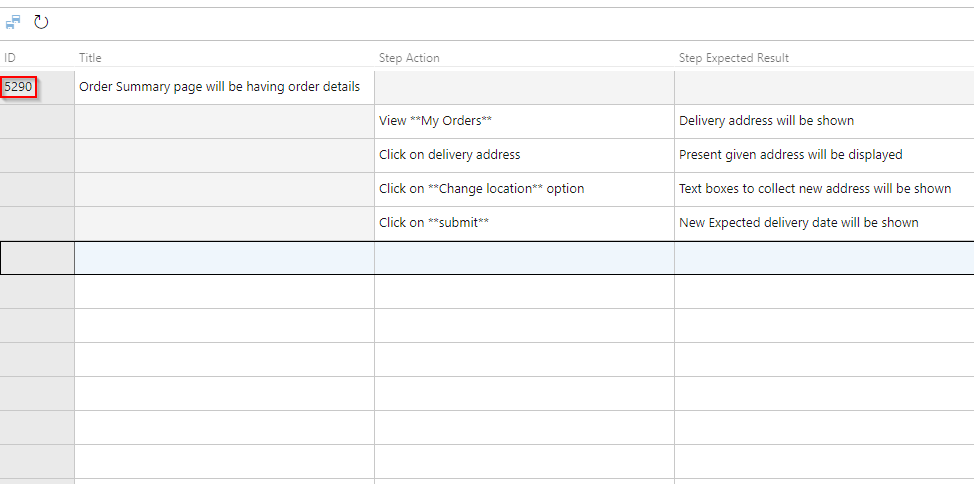 ID Title Step Action Step Expected Result
5290 Order Summary page will be having order details
View **My Orders** Delivery address will be shown
Click on delivery address Present given address will be displayed
Click on **Change location** option Text boxes to collect new address will be shown
Click on **submit** New Expected delivery date will be shown